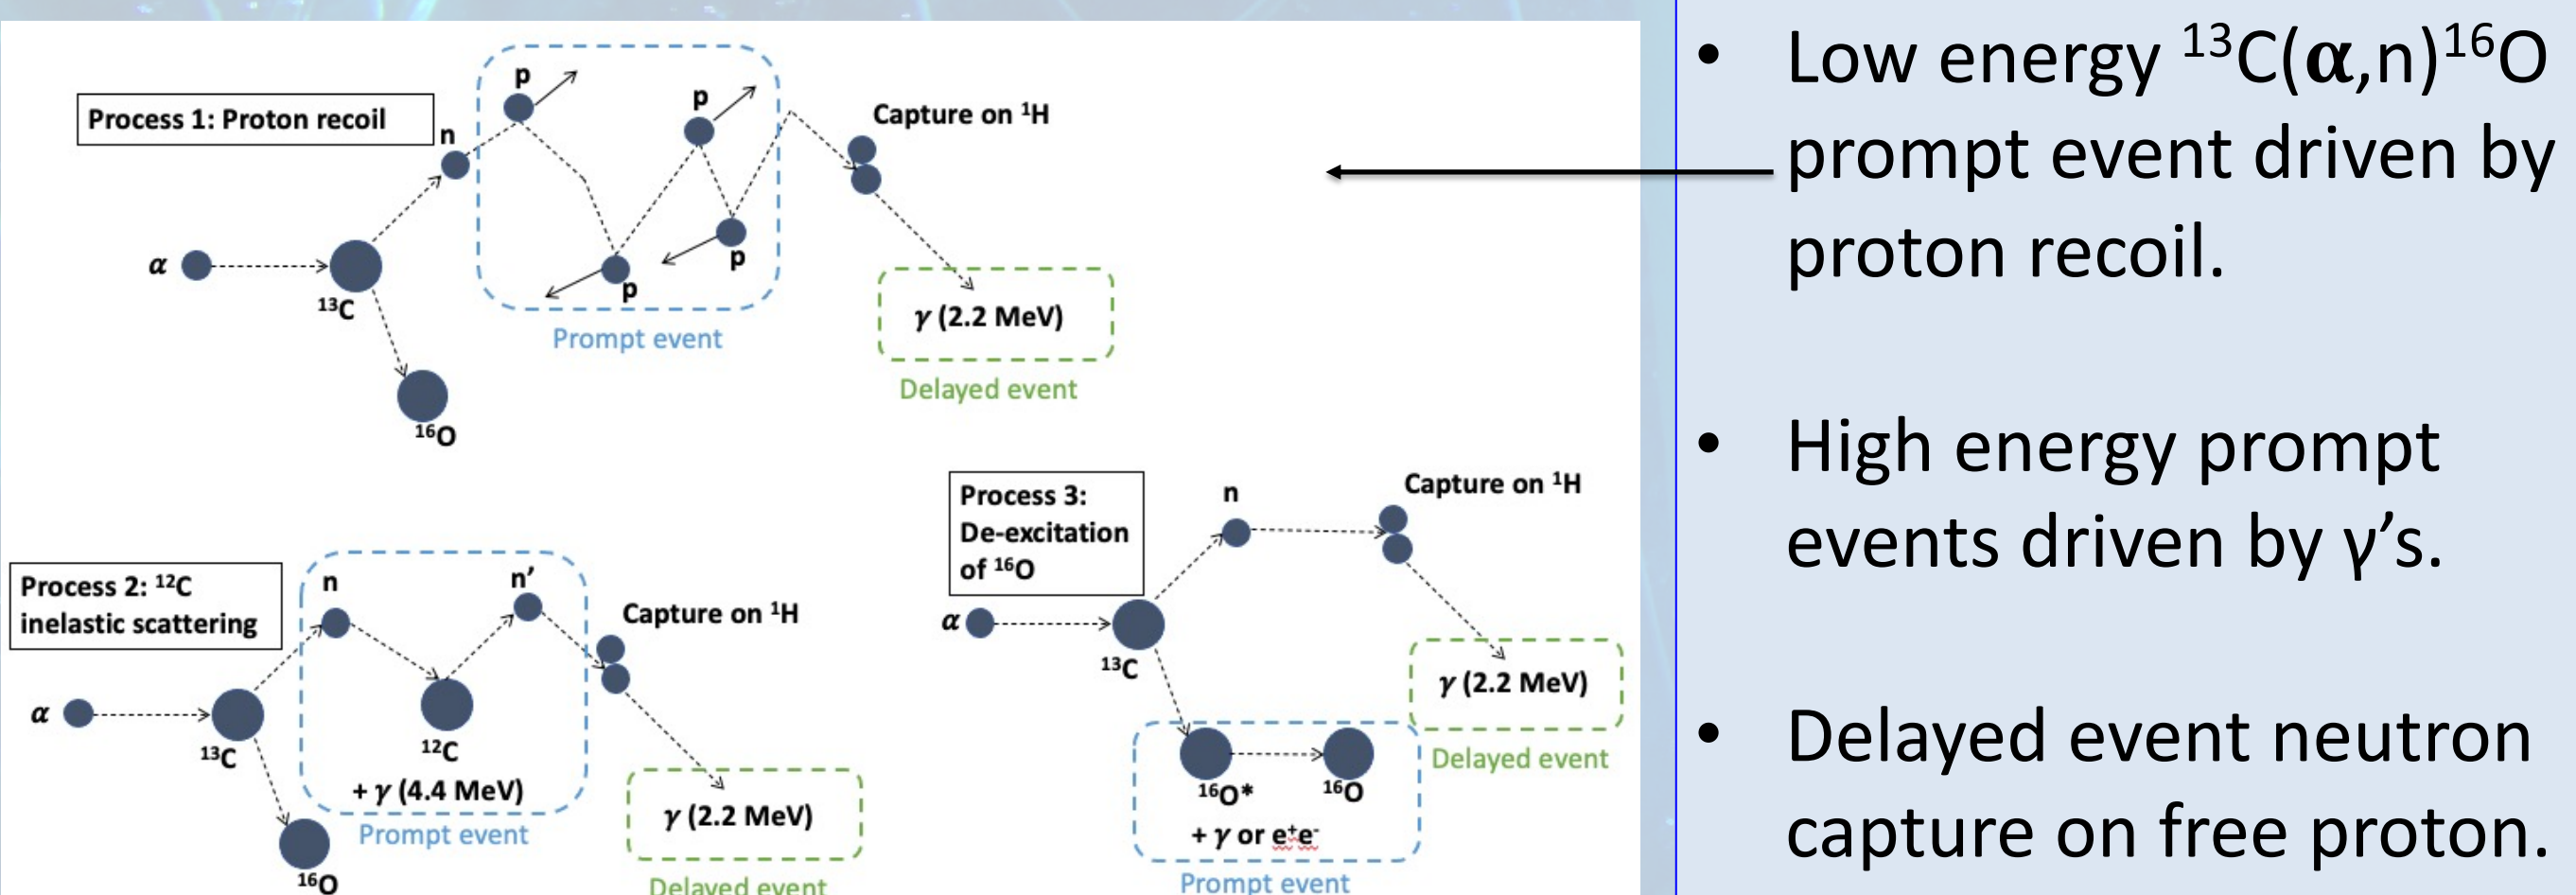 Process 1: Proton recoil
p
p
n
Capture on ¹H
α
¹³C
p
p
γ (2.2 MeV)
Prompt event
Delayed event
¹⁶O
Process 2: ¹²C
inelastic scattering
n
n’
Capture on ¹H
α
¹³C
¹²C
+ γ (4.4 MeV)
Prompt event
γ (2.2 MeV)
Delayed event
¹⁶O
Process 3:
De-excitation
of ¹⁶O
n
Capture on ¹H
α
¹³C
γ (2.2 MeV)
Delayed event
¹⁶O*
¹⁶O
+ γ or e⁺e⁻
Prompt event
• Low energy ¹³C(α,n)¹⁶O
prompt event driven by
proton recoil.
• High energy prompt
events driven by γ’s.
• Delayed event neutron
capture on free proton.